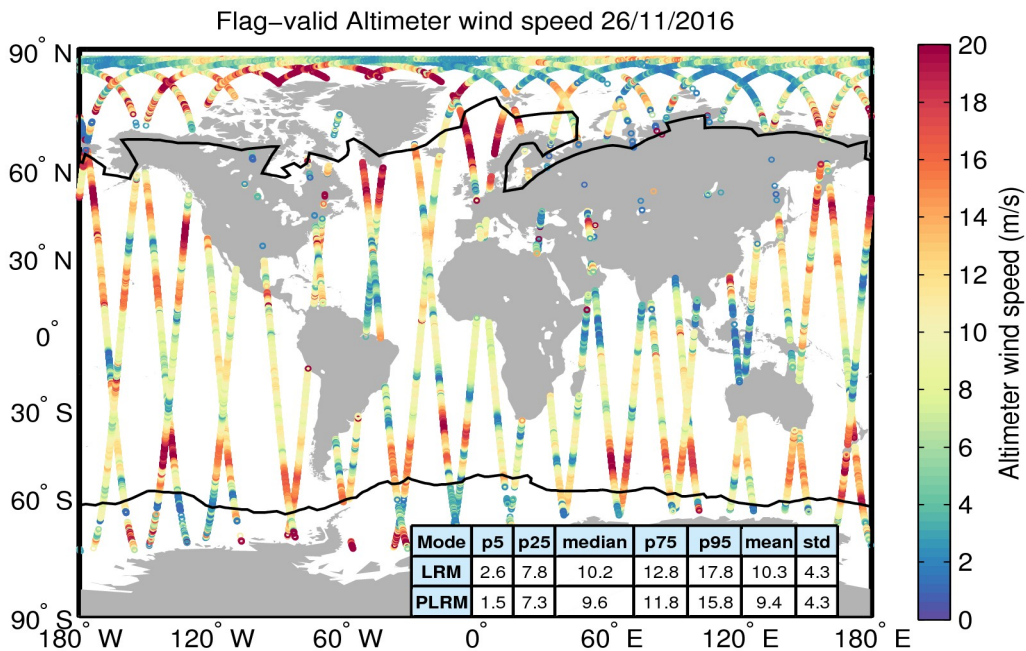 Flag−valid Altimeter wind speed 26/11/2016
90° N
60° N
30° N
0°
30° S
60° S
90° S
180° W
120° W
60° W
0°
60° E
120° E
180° E
Mode p5 p25 median p75 p95 mean std
LRM 2.6 7.8 10.2 12.8 17.8 10.3 4.3
PLRM 1.5 7.3 9.6 11.8 15.8 9.4 4.3
20
18
16
14
12
10
8
6
4
2
0
Altimeter wind speed (m/s)